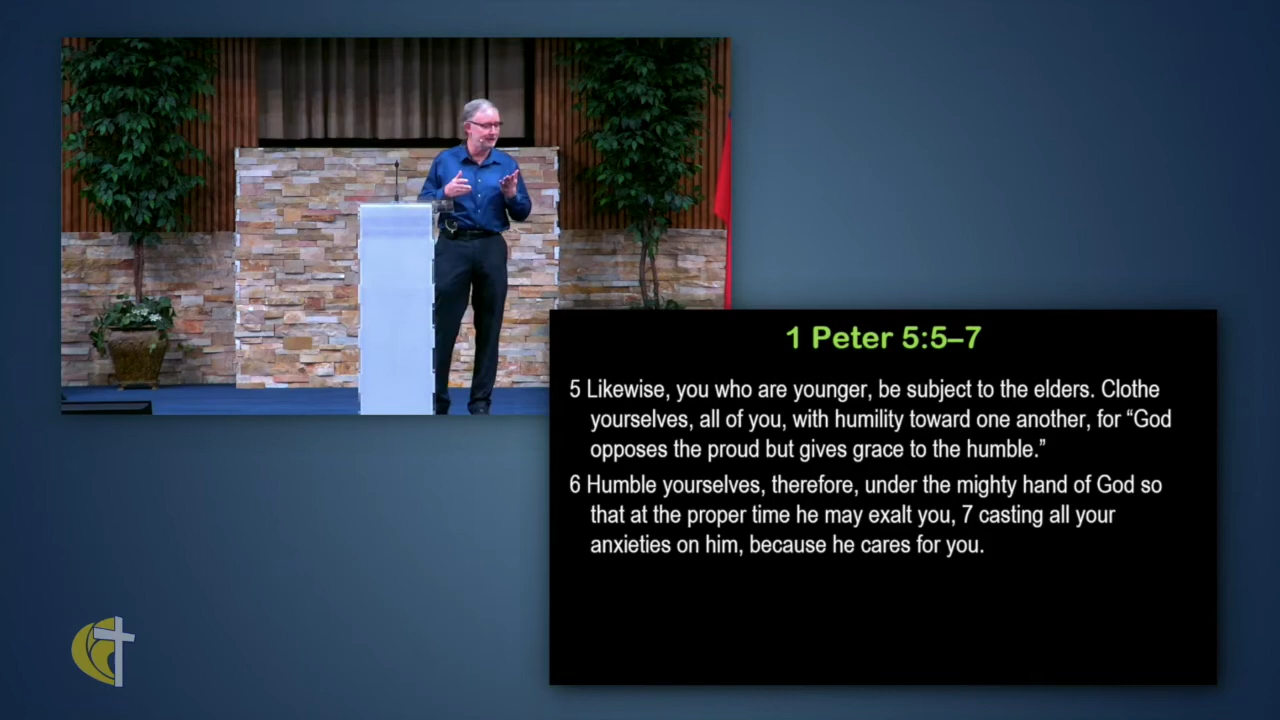 1 Peter 5:5–7
5 Likewise, you who are younger, be subject to the elders. Clothe
yourselves, all of you, with humility toward one another, for “God
opposes the proud but gives grace to the humble.”
6 Humble yourselves, therefore, under the mighty hand of God so
that at the proper time he may exalt you, 7 casting all your
anxieties on him, because he cares for you.